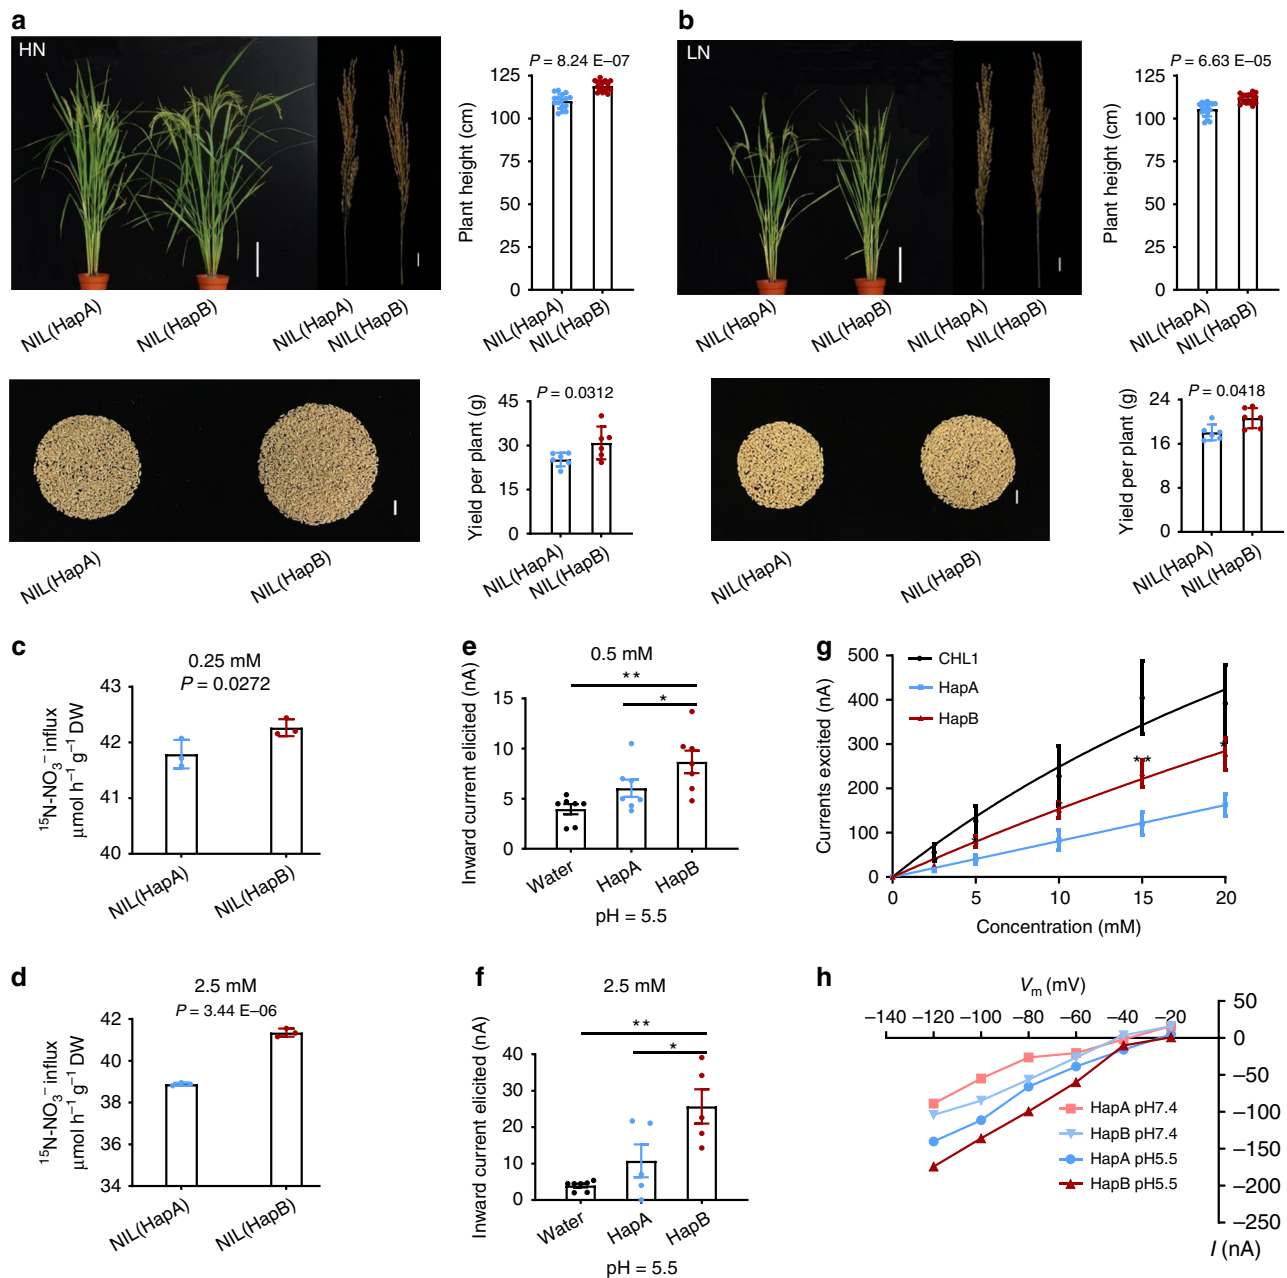 a
HN
NIL(HapA)
NIL(HapB)
NIL(HapA)
NIL(HapB)
P = 8.24 E–07
Plant height (cm)
125
100
75
50
25
0
NIL(HapA)
NIL(HapB)
NIL(HapA)
NIL(HapB)
P = 0.0312
Yield per plant (g)
45
30
15
0
NIL(HapA)
NIL(HapB)
b
LN
NIL(HapA)
NIL(HapB)
NIL(HapA)
NIL(HapB)
P = 6.63 E–05
Plant height (cm)
125
100
75
50
25
0
NIL(HapA)
NIL(HapB)
NIL(HapA)
NIL(HapB)
P = 0.0418
Yield per plant (g)
24
16
8
0
NIL(HapA)
NIL(HapB)
c
0.25 mM
P = 0.0272
¹⁵N-NO₃⁻ influx
μmol h⁻¹ g⁻¹ DW
43
42
41
40
NIL(HapA)
NIL(HapB)
d
2.5 mM
P = 3.44 E–06
¹⁵N-NO₃⁻ influx
μmol h⁻¹ g⁻¹ DW
42
40
38
36
34
NIL(HapA)
NIL(HapB)
e
0.5 mM
**
*
Inward current elicited (nA)
15
10
5
0
Water
HapA
HapB
pH = 5.5
f
2.5 mM
**
*
Inward current elicited (nA)
40
30
20
10
0
Water
HapA
HapB
pH = 5.5
g
CHL1
HapA
HapB
Currents excited (nA)
500
400
300
200
100
0
**
*
0
5
10
15
20
Concentration (mM)
h
Vₘ (mV)
−140 −120 −100 −80 −60 −40 −20
50
0
−50
−100
−150
−200
−250
I (nA)
HapA pH7.4
HapB pH7.4
HapA pH5.5
HapB pH5.5